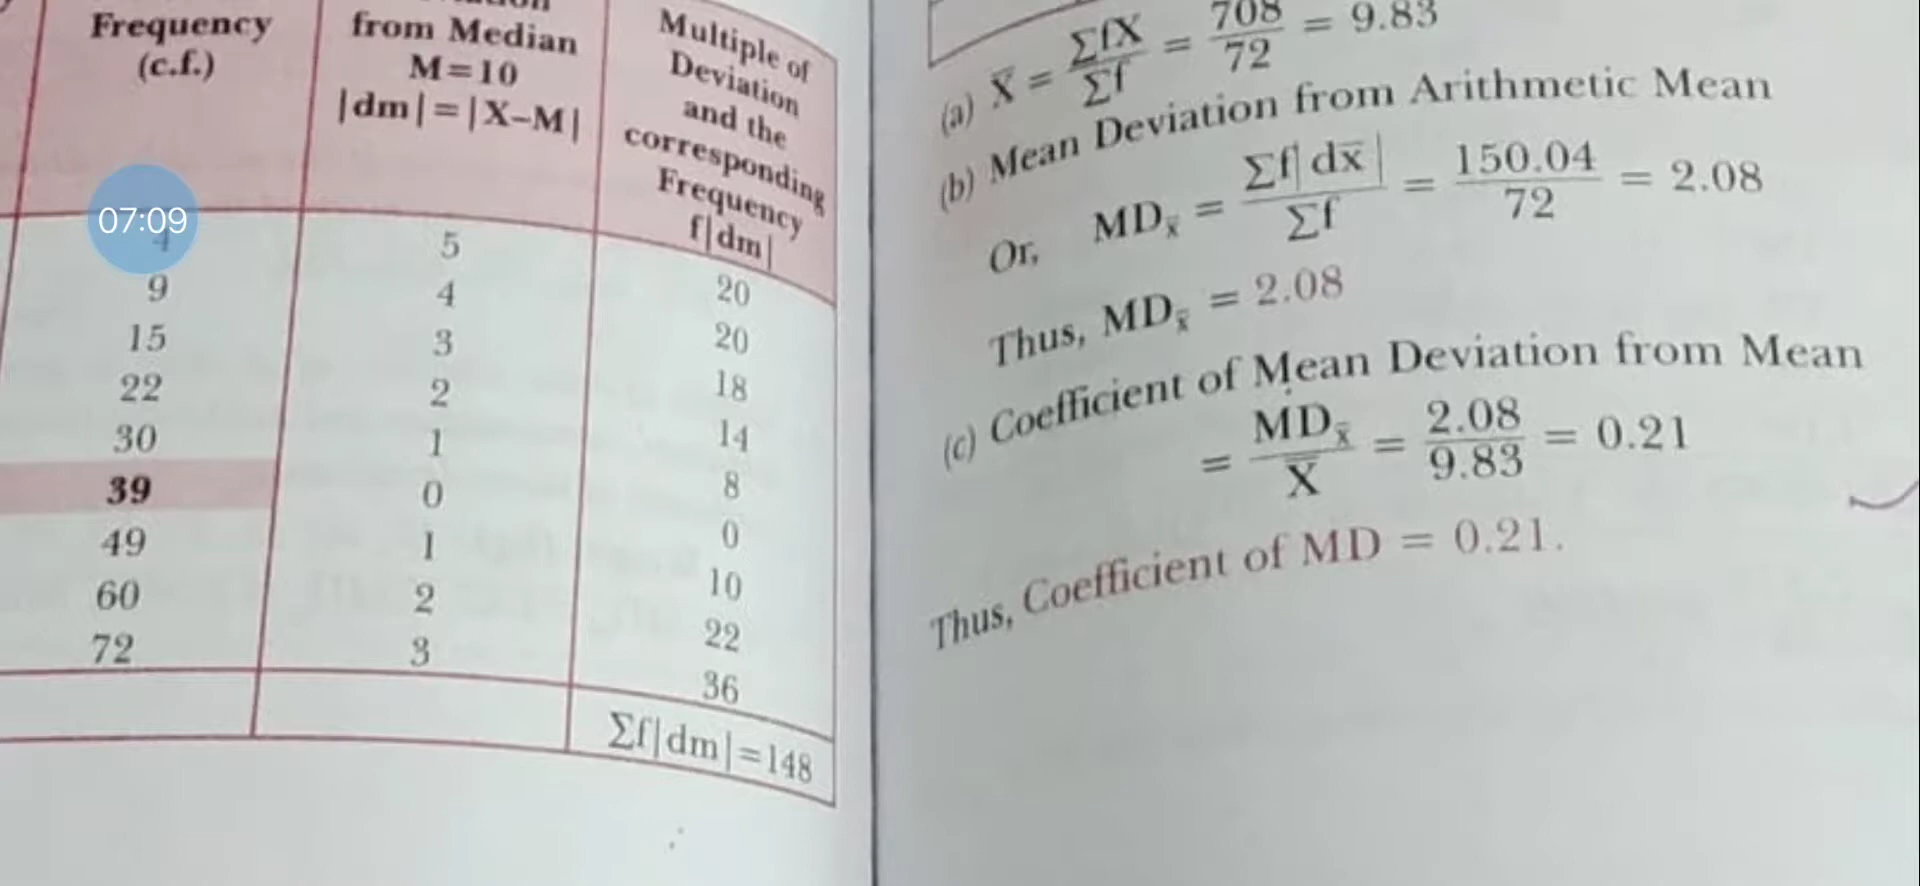 Frequency
(c.f.)
from Median
M=10
|dm|=|X–M|
Multiple of
Deviation
and the
corresponding
Frequency
f|dm|
07:09
4 5 20
9 4 20
15 3 18
22 2 14
30 1 8
39 0 0
49 1 10
60 2 22
72 3 36
Σf|dm|=148
(a) X̄ = ΣfX / Σf = 708 / 72 = 9.83
(b) Mean Deviation from Arithmetic Mean
Or, MDx̄ = Σf|dx̄| / Σf = 150.04 / 72 = 2.08
Thus, MDx̄ = 2.08
(c) Coefficient of Mean Deviation from Mean
= MDx̄ / X̄ = 2.08 / 9.83 = 0.21
Thus, Coefficient of MD = 0.21.